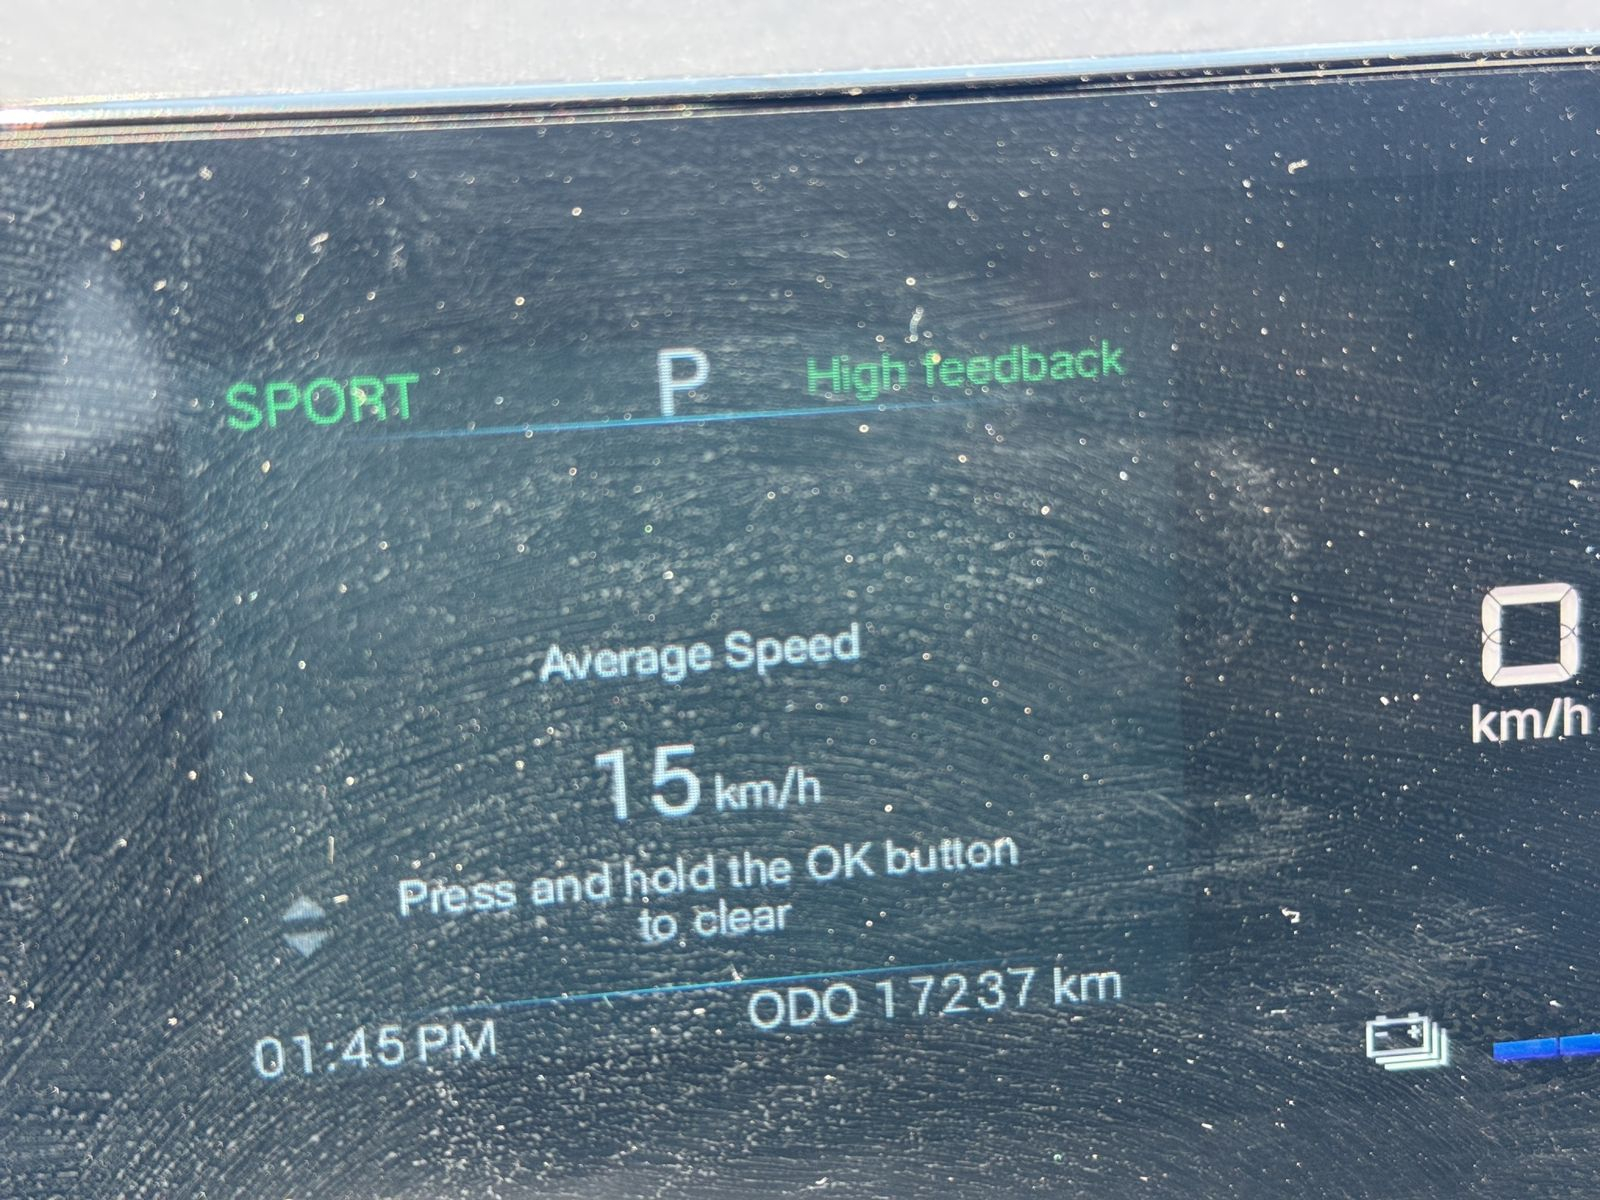 SPORT P High feedback
Average Speed
15 km/h
Press and hold the OK button
to clear
01:45 PM ODO 17237 km
0
km/h